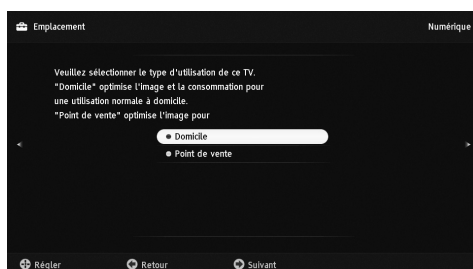 Emplacement
Numérique
Veuillez sélectionner le type d'utilisation de ce TV.
"Domicile" optimise l'image et la consommation pour
une utilisation normale à domicile.
"Point de vente" optimise l'image pour
Domicile
Point de vente
Régler
Retour
Suivant